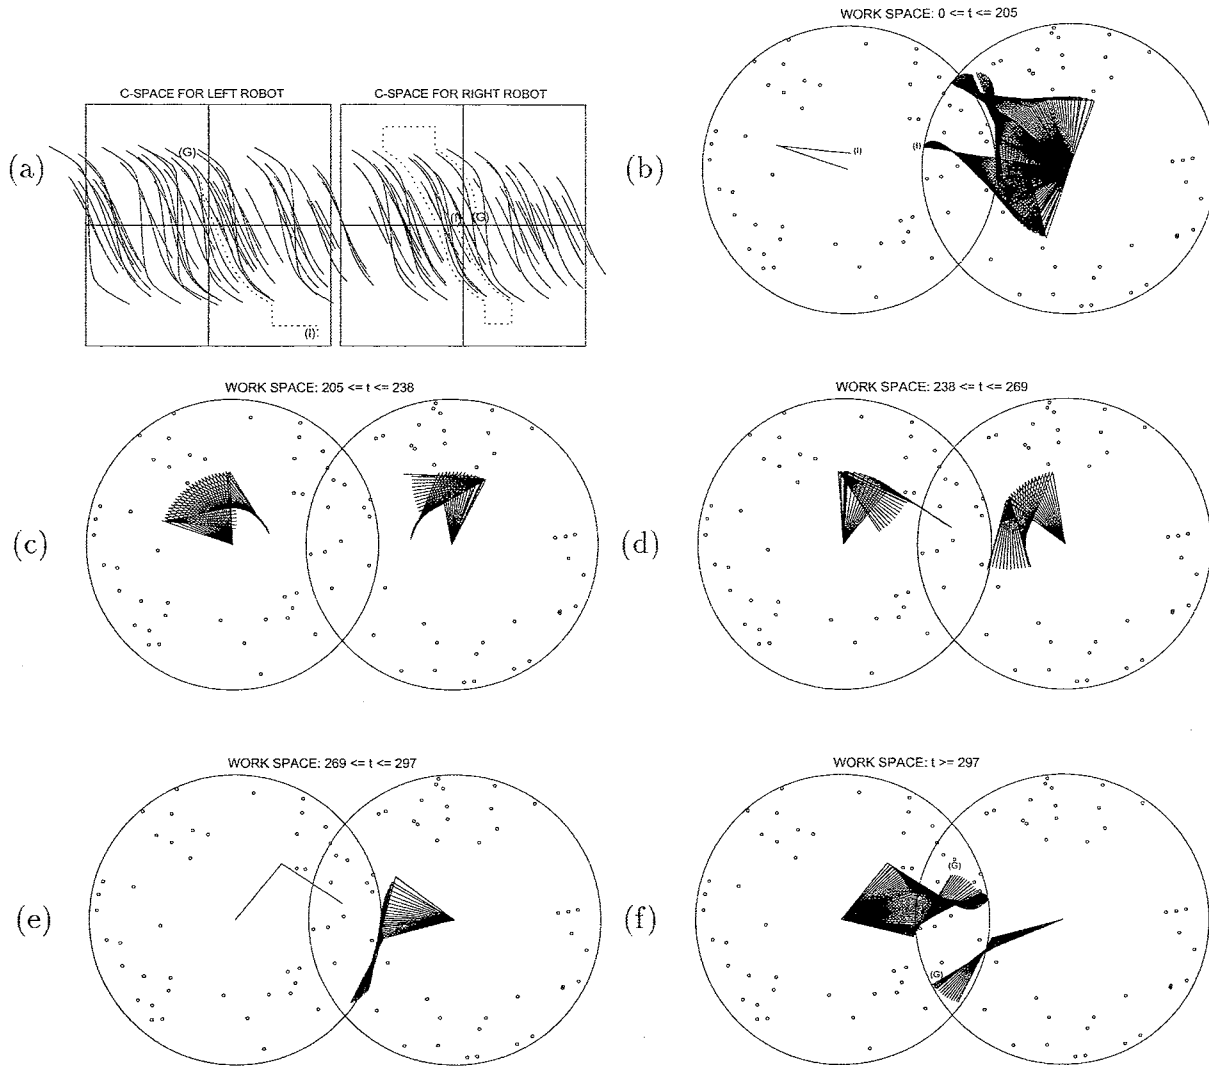 WORK SPACE: 0 <= t <= 205
C-SPACE FOR LEFT ROBOT
C-SPACE FOR RIGHT ROBOT
(a)
(G)
(I)
(G)
(i)
(b)
(i)
(i)
WORK SPACE: 205 <= t <= 238
WORK SPACE: 238 <= t <= 269
(c)
(d)
WORK SPACE: 269 <= t <= 297
WORK SPACE: t >= 297
(e)
(f)
(G)
(G)